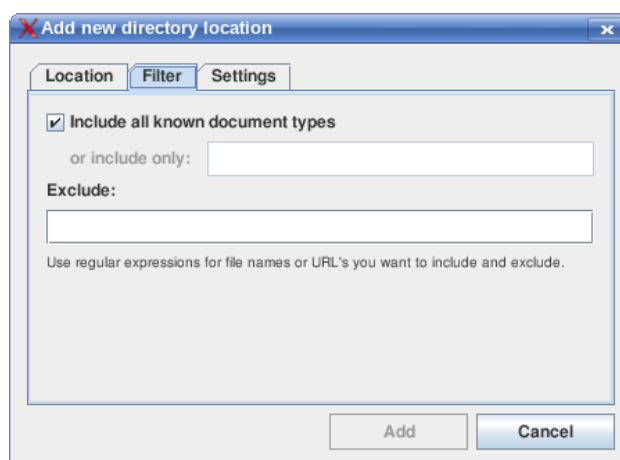 Add new directory location
Location Filter Settings
Include all known document types
or include only:
Exclude:
Use regular expressions for file names or URL's you want to include and exclude.
Add Cancel